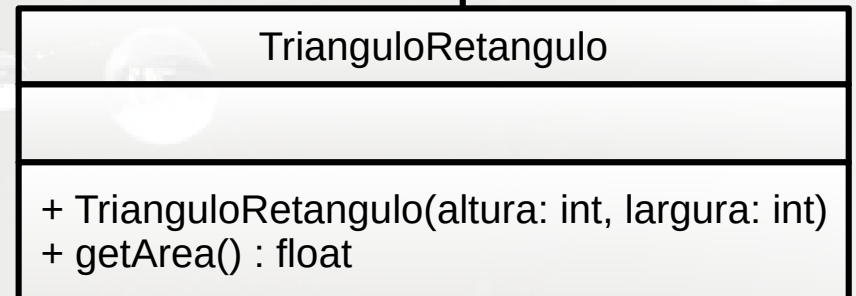 TrianguloRetangulo
+ TrianguloRetangulo(altura: int, largura: int)
+ getArea() : float